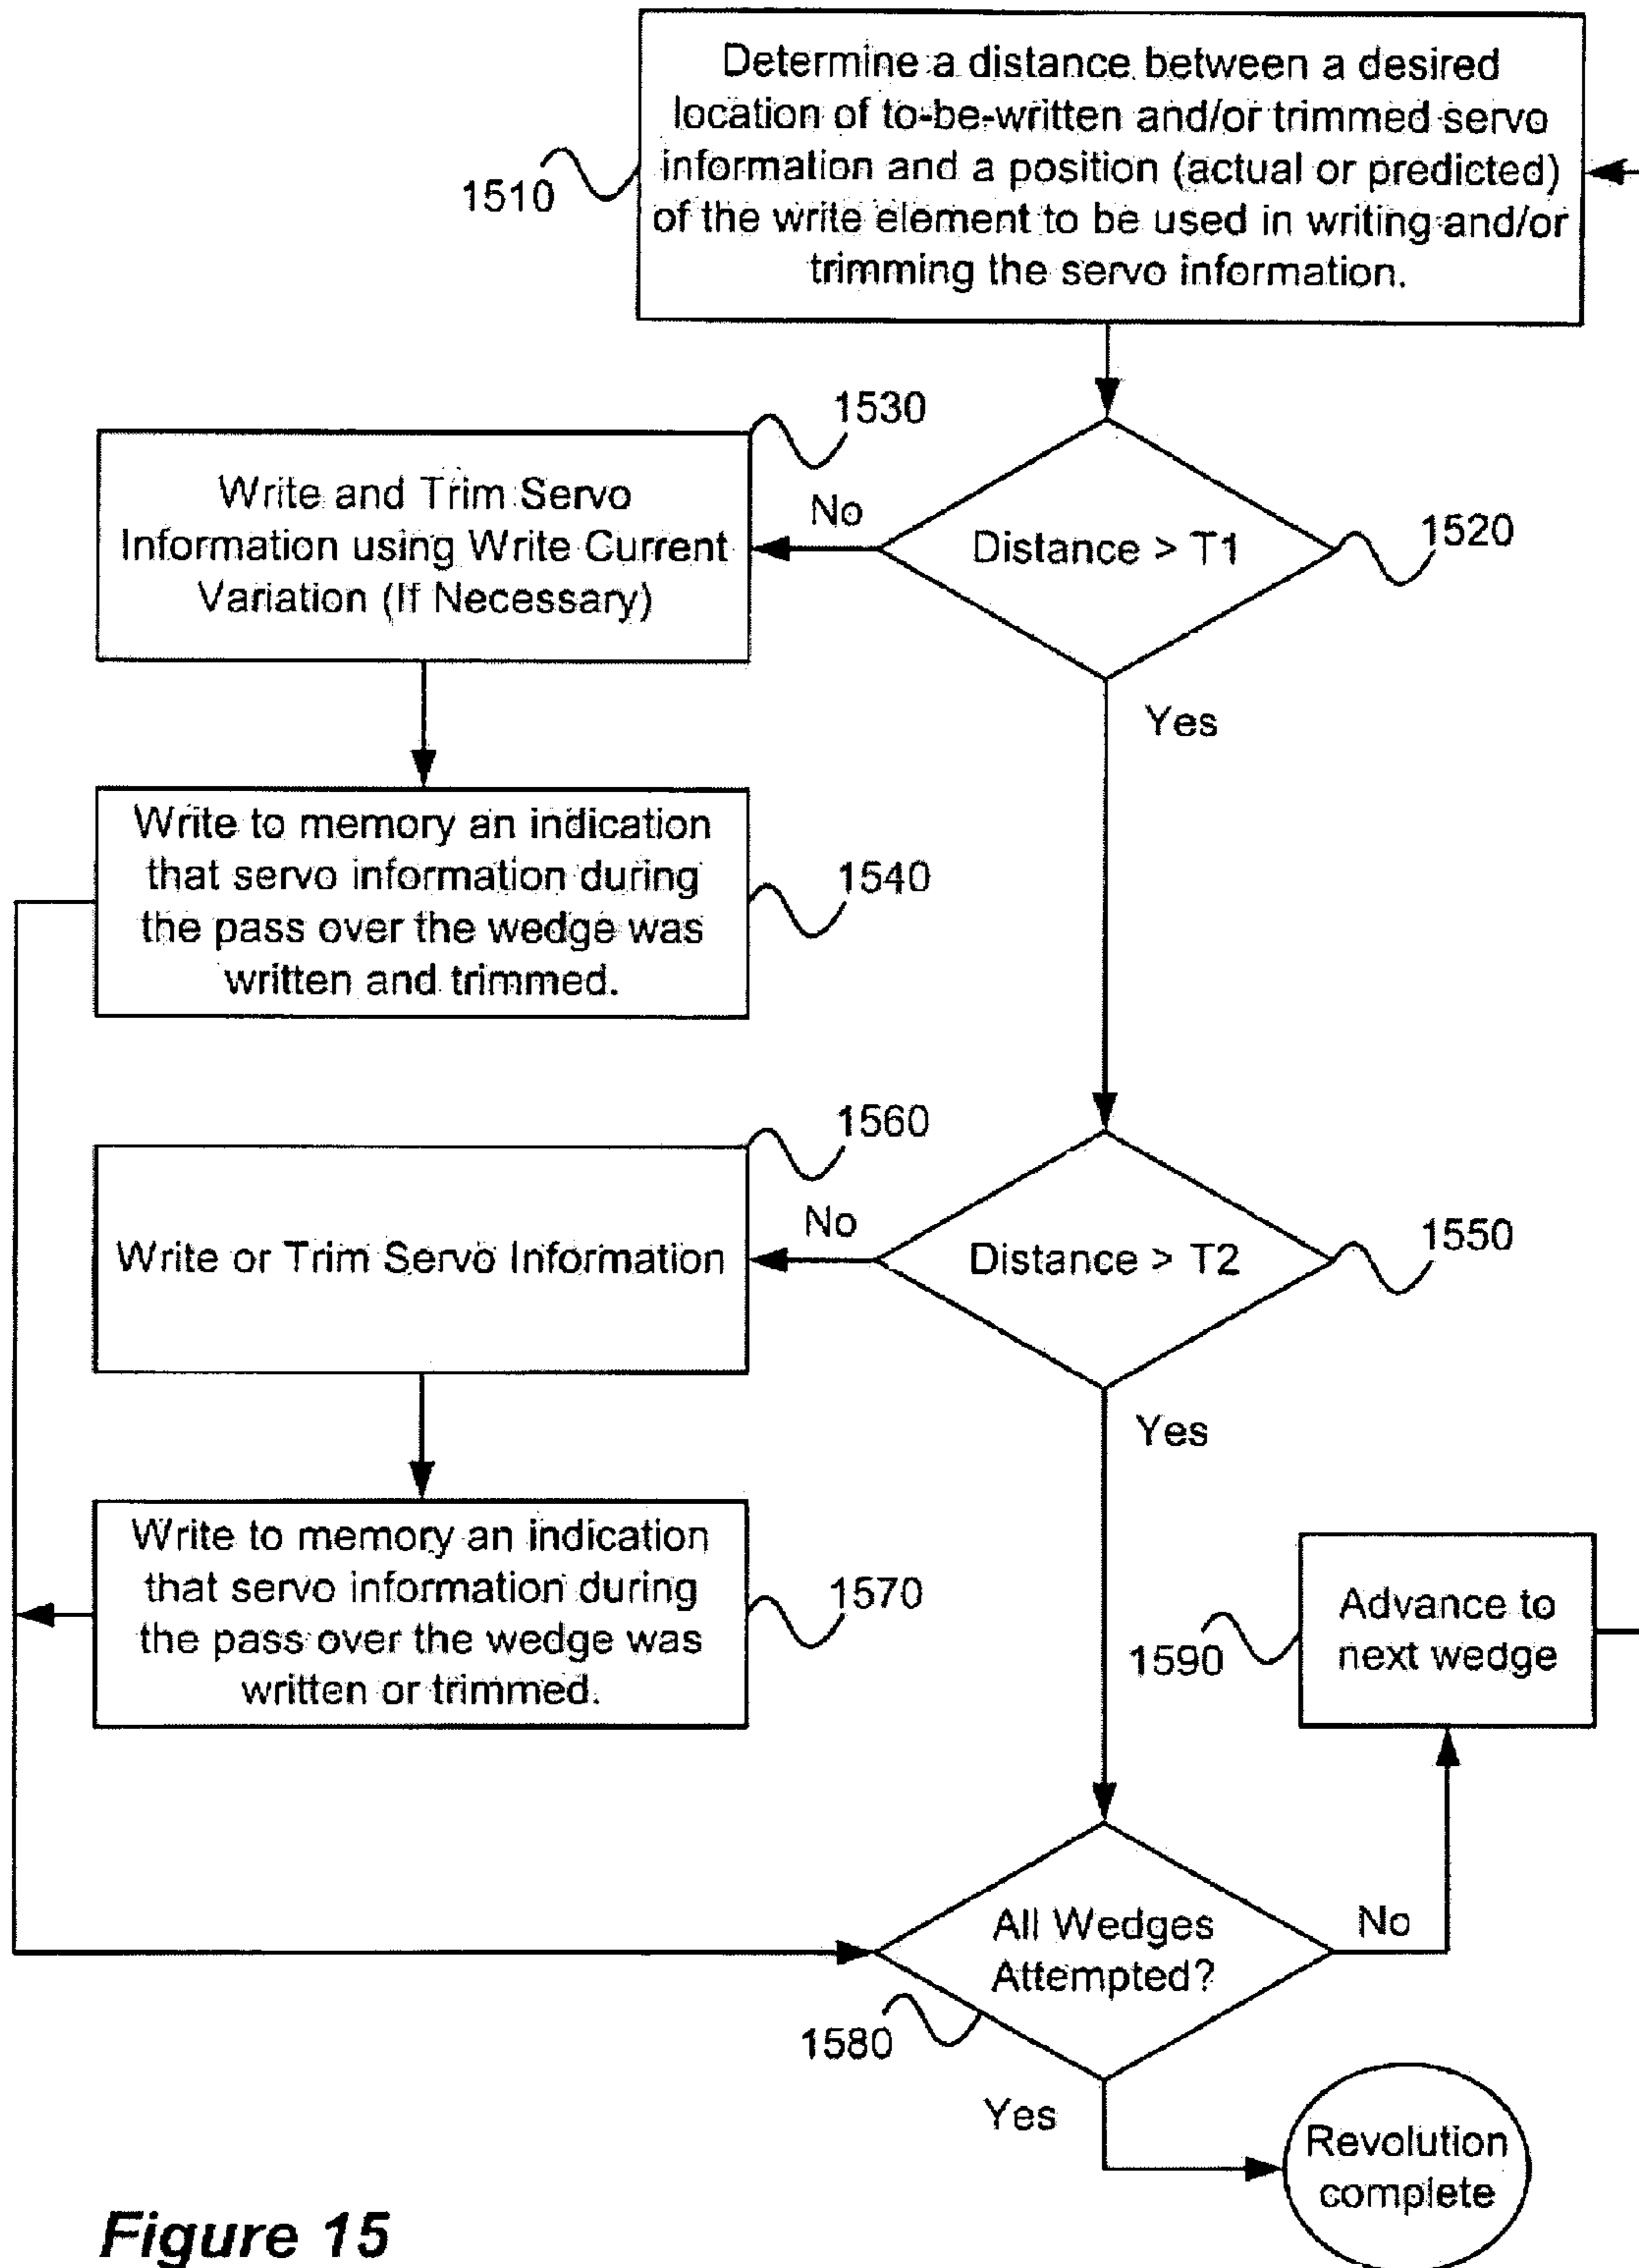 Determine a distance between a desired
location of to-be-written and/or trimmed servo
information and a position (actual or predicted)
of the write element to be used in writing and/or
trimming the servo information.
1510
1530
Write and Trim Servo
Information using Write Current
Variation (If Necessary)
No
Distance > T1
1520
Yes
Write to memory an indication
that servo information during
the pass over the wedge was
written and trimmed.
1540
1560
Write or Trim Servo Information
No
Distance > T2
1550
Yes
Write to memory an indication
that servo information during
the pass over the wedge was
written or trimmed.
1570
1590
Advance to
next wedge
All Wedges
Attempted?
No
1580
Yes
Revolution
complete
Figure 15